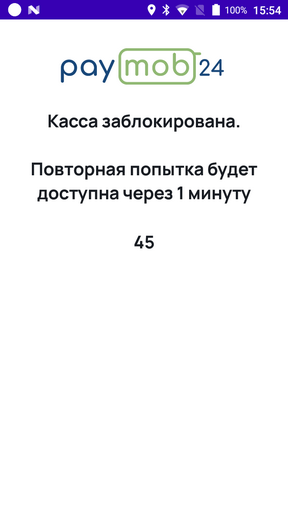 100% 15:54
paymob24
Касса заблокирована.
Повторная попытка будет
доступна через 1 минуту
45